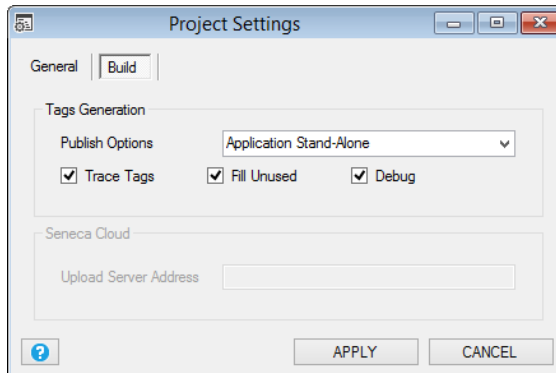 Project Settings
General Build
Tags Generation
Publish Options Application Stand-Alone
Trace Tags Fill Unused Debug
Seneca Cloud
Upload Server Address
? APPLY CANCEL